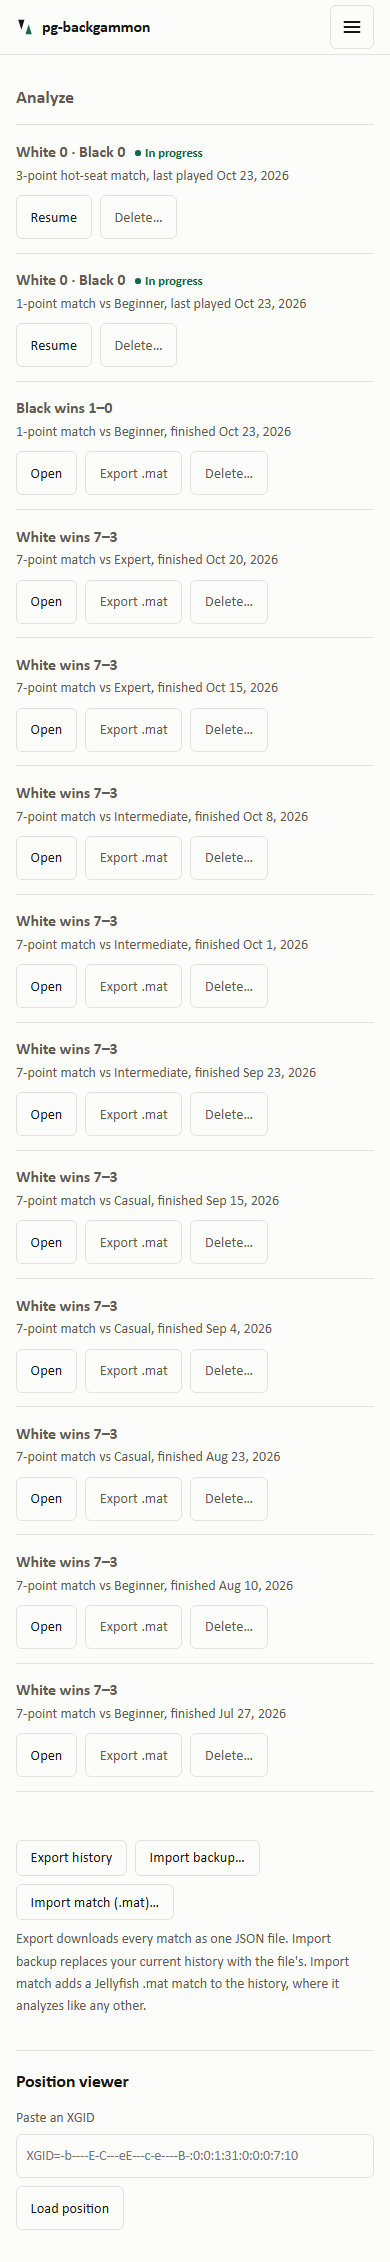 pg-backgammon
Analyze
White 0 · Black 0 In progress
3-point hot-seat match, last played Oct 23, 2026
Resume Delete...
White 0 · Black 0 In progress
1-point match vs Beginner, last played Oct 23, 2026
Resume Delete...
Black wins 1–0
1-point match vs Beginner, finished Oct 23, 2026
Open Export .mat Delete...
White wins 7–3
7-point match vs Expert, finished Oct 20, 2026
Open Export .mat Delete...
White wins 7–3
7-point match vs Expert, finished Oct 15, 2026
Open Export .mat Delete...
White wins 7–3
7-point match vs Intermediate, finished Oct 8, 2026
Open Export .mat Delete...
White wins 7–3
7-point match vs Intermediate, finished Oct 1, 2026
Open Export .mat Delete...
White wins 7–3
7-point match vs Intermediate, finished Sep 23, 2026
Open Export .mat Delete...
White wins 7–3
7-point match vs Casual, finished Sep 15, 2026
Open Export .mat Delete...
White wins 7–3
7-point match vs Casual, finished Sep 4, 2026
Open Export .mat Delete...
White wins 7–3
7-point match vs Casual, finished Aug 23, 2026
Open Export .mat Delete...
White wins 7–3
7-point match vs Beginner, finished Aug 10, 2026
Open Export .mat Delete...
White wins 7–3
7-point match vs Beginner, finished Jul 27, 2026
Open Export .mat Delete...
Export history Import backup...
Import match (.mat)...
Export downloads every match as one JSON file. Import
backup replaces your current history with the file's. Import
match adds a Jellyfish .mat match to the history, where it
analyzes like any other.
Position viewer
Paste an XGID
XGID=-b----E-C---eE---c-e----B-:0:0:1:31:0:0:0:7:10
Load position